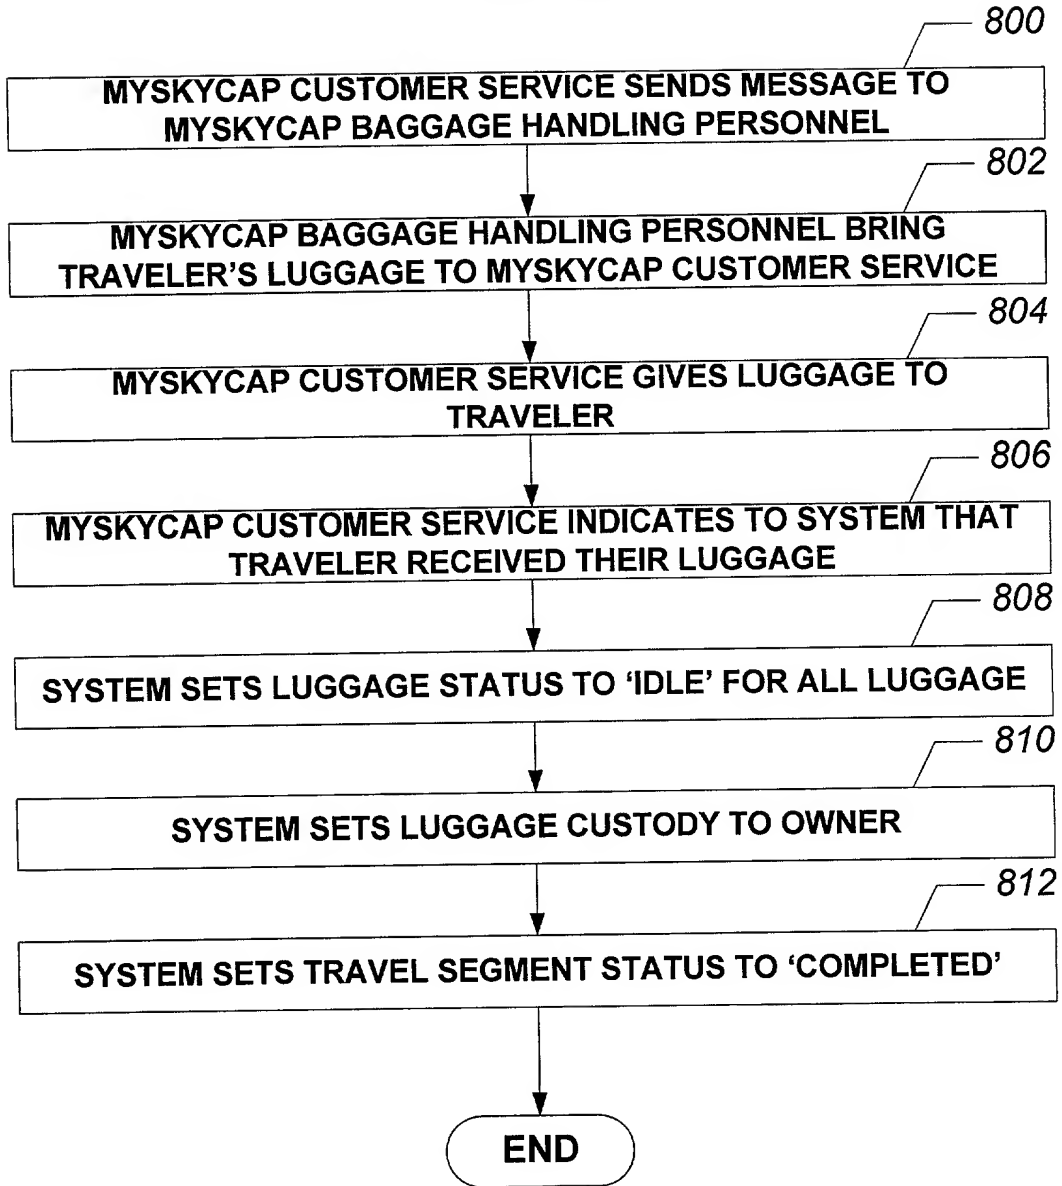 800
MYSKYCAP CUSTOMER SERVICE SENDS MESSAGE TO
MYSKYCAP BAGGAGE HANDLING PERSONNEL
802
MYSKYCAP BAGGAGE HANDLING PERSONNEL BRING
TRAVELER’S LUGGAGE TO MYSKYCAP CUSTOMER SERVICE
804
MYSKYCAP CUSTOMER SERVICE GIVES LUGGAGE TO
TRAVELER
806
MYSKYCAP CUSTOMER SERVICE INDICATES TO SYSTEM THAT
TRAVELER RECEIVED THEIR LUGGAGE
808
SYSTEM SETS LUGGAGE STATUS TO ‘IDLE’ FOR ALL LUGGAGE
810
SYSTEM SETS LUGGAGE CUSTODY TO OWNER
812
SYSTEM SETS TRAVEL SEGMENT STATUS TO ‘COMPLETED’
END